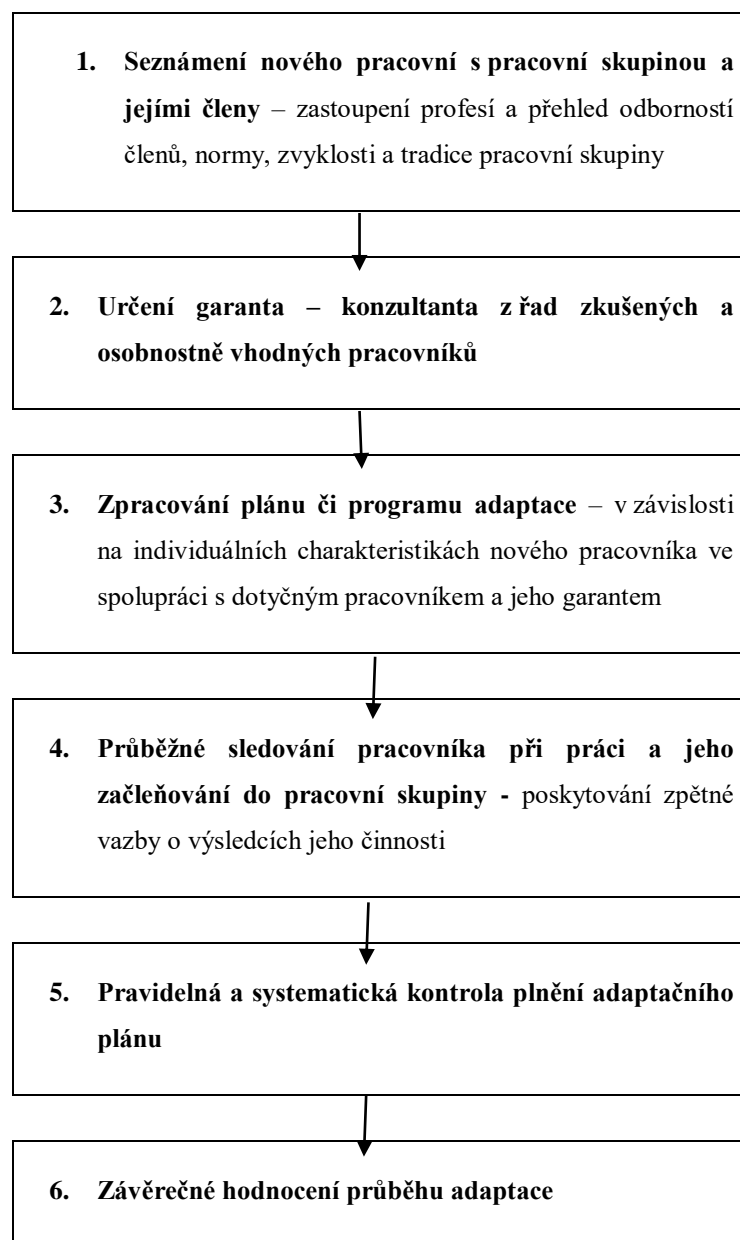 1. Seznámení nového pracovní s pracovní skupinou a
jejími členy – zastoupení profesí a přehled odborností
členů, normy, zvyklosti a tradice pracovní skupiny
2. Určení garanta – konzultanta z řad zkušených a
osobnostně vhodných pracovníků
3. Zpracování plánu či programu adaptace – v závislosti
na individuálních charakteristikách nového pracovníka ve
spolupráci s dotyčným pracovníkem a jeho garantem
4. Průběžné sledování pracovníka při práci a jeho
začleňování do pracovní skupiny - poskytování zpětné
vazby o výsledcích jeho činnosti
5. Pravidelná a systematická kontrola plnění adaptačního
plánu
6. Závěrečné hodnocení průběhu adaptace